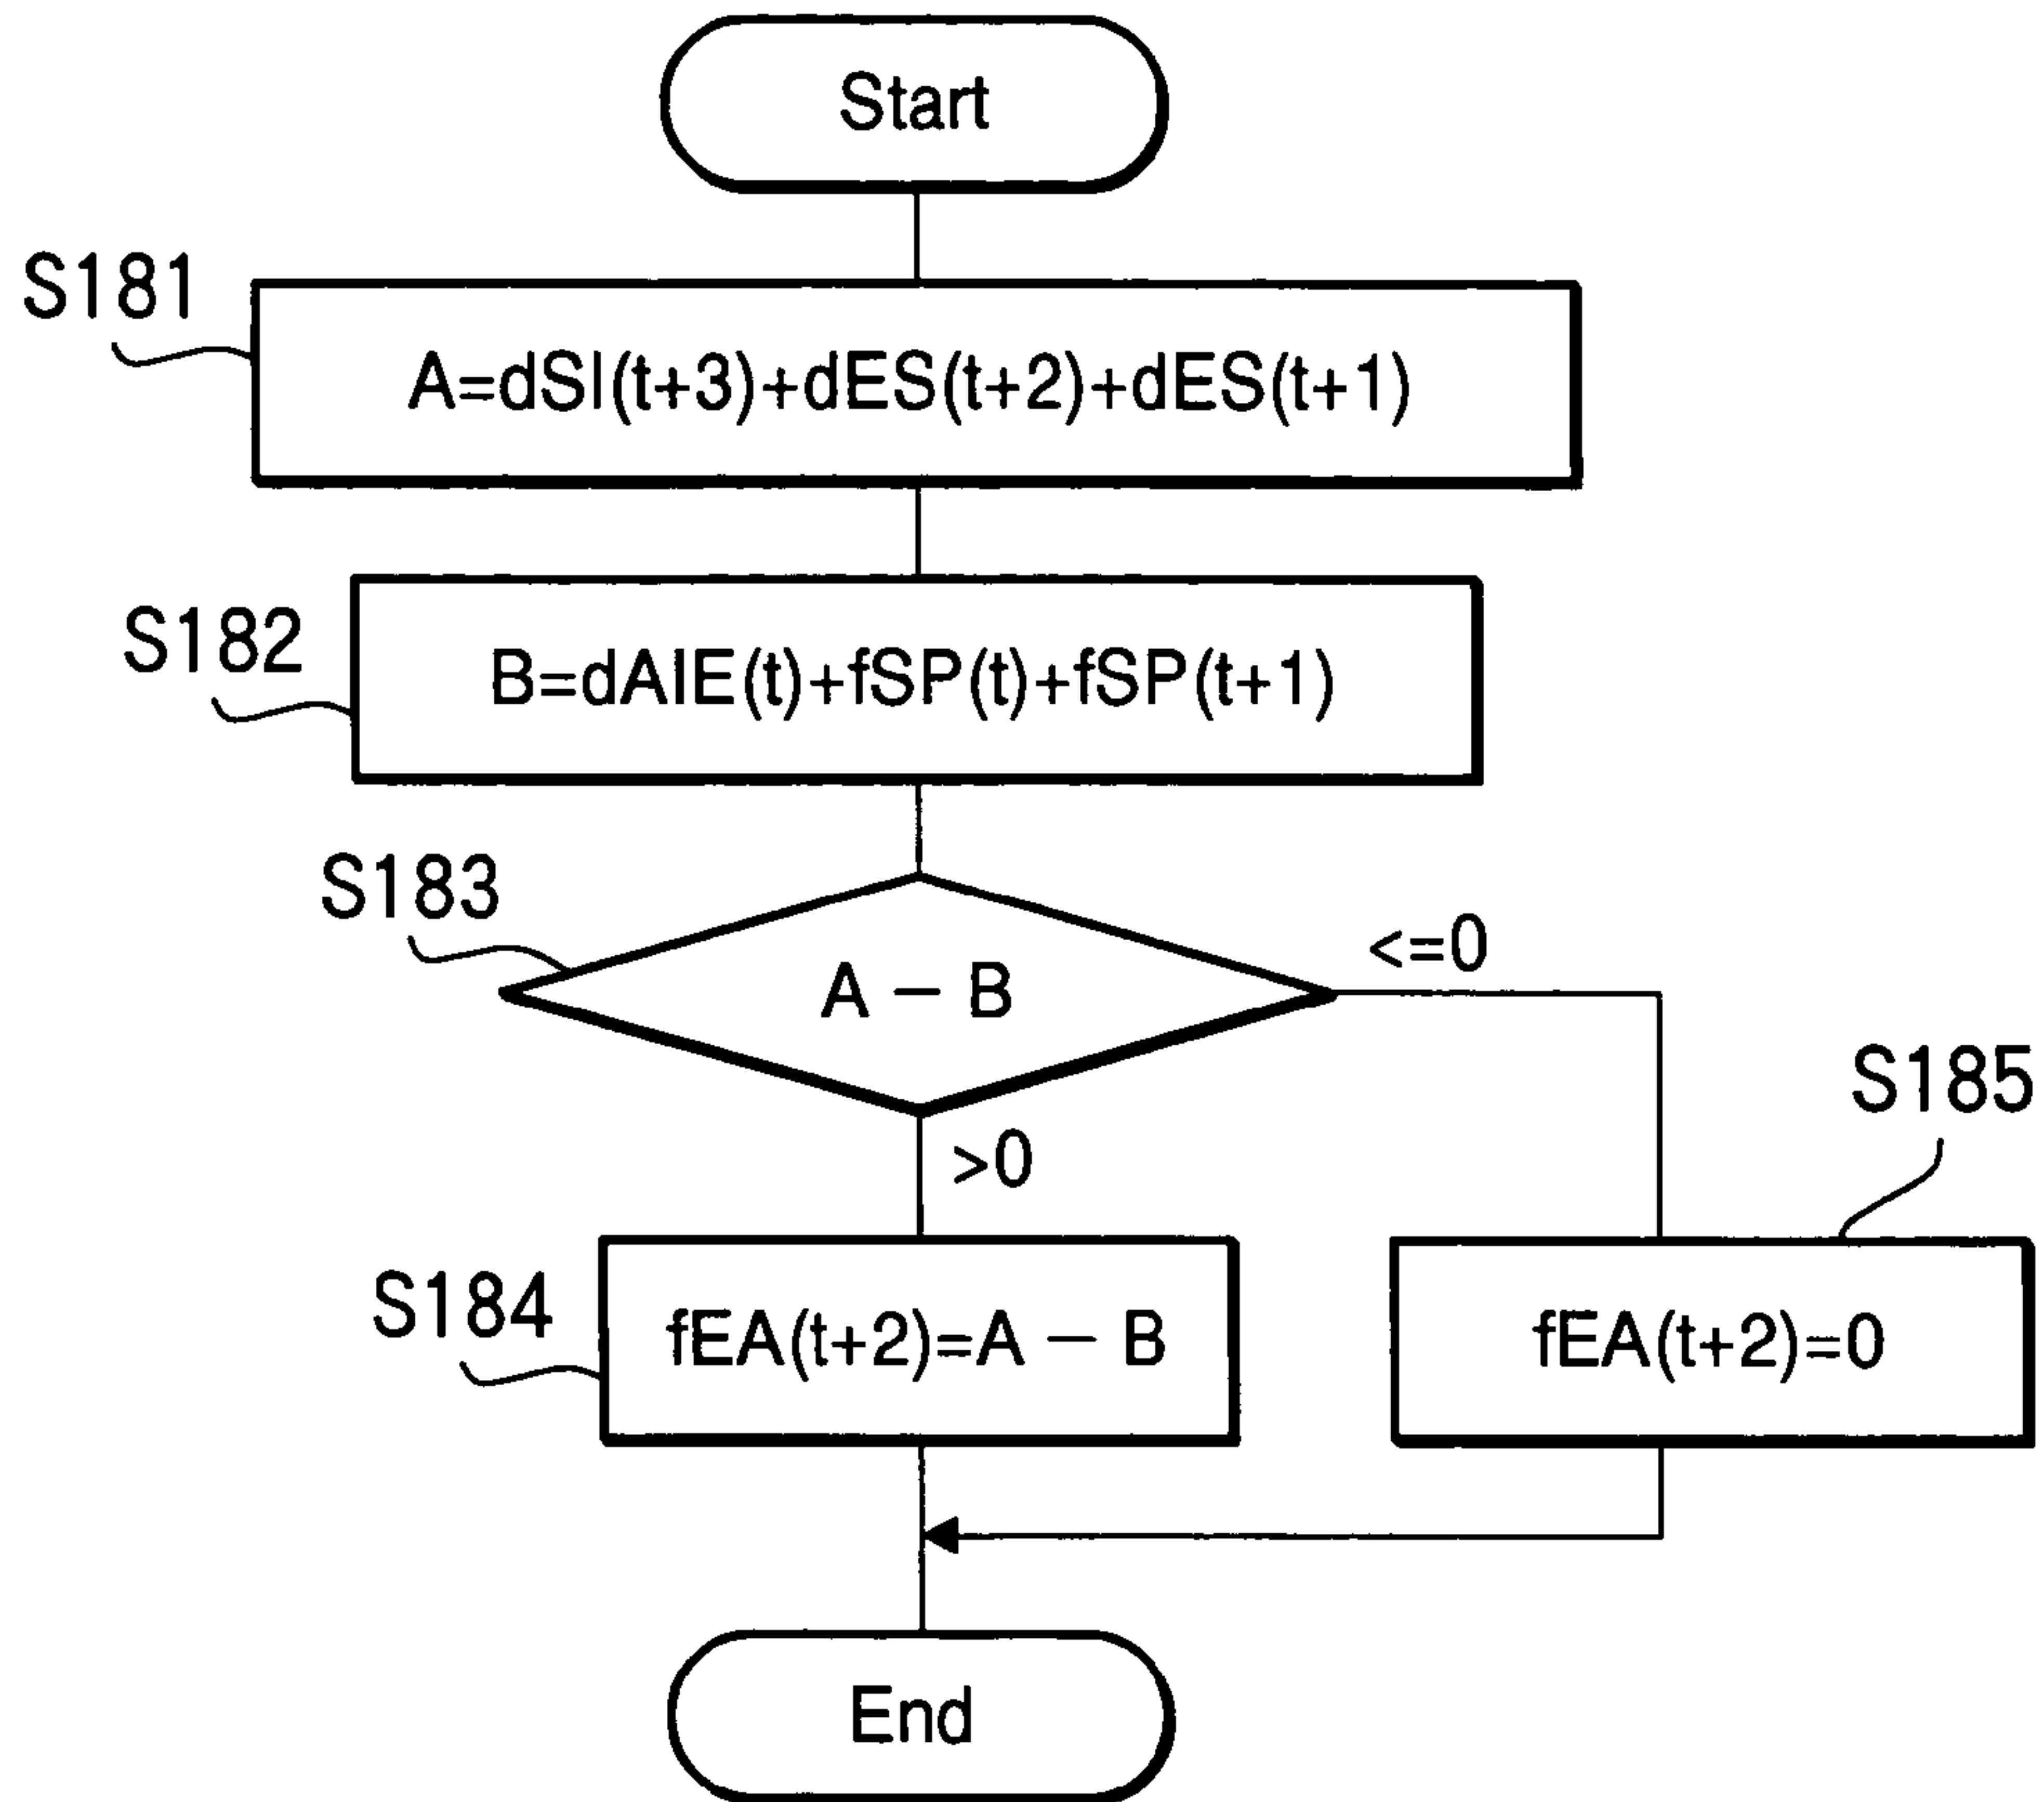 Start
S181
A=dSI(t+3)+dES(t+2)+dES(t+1)
S182
B=dAIE(t)+fSP(t)+fSP(t+1)
S183
A − B
<=0
>0
S185
S184
fEA(t+2)=A − B
fEA(t+2)=0
End